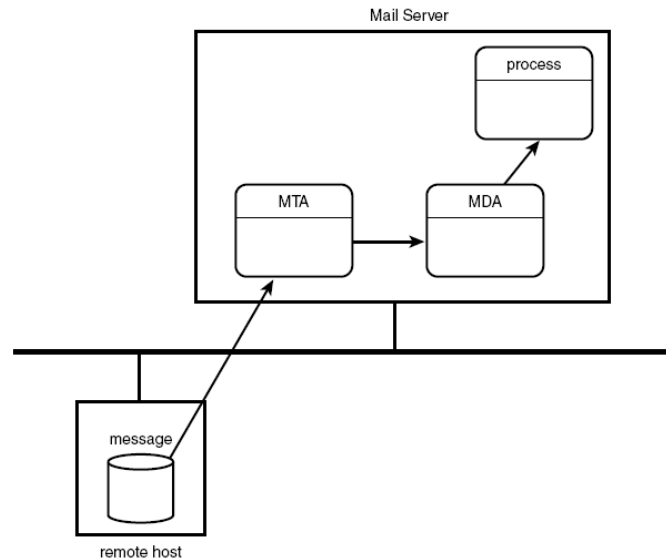 Mail Server
process
MTA
MDA
message
remote host